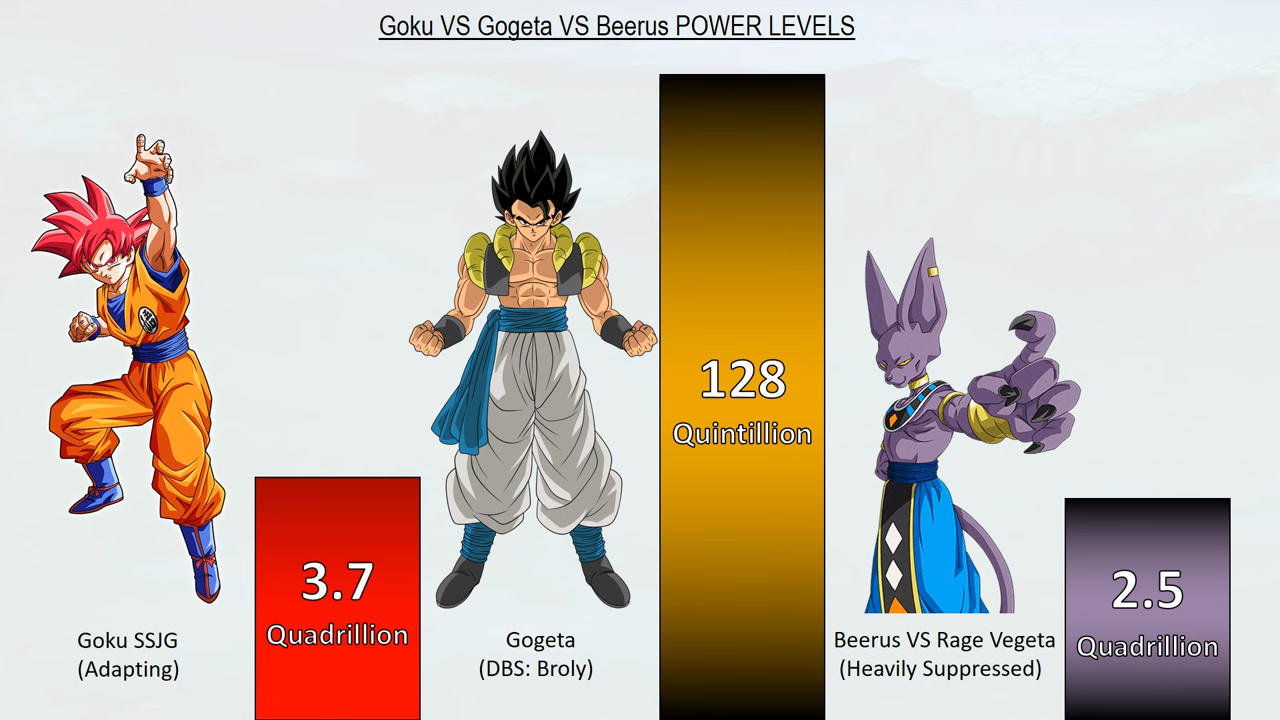 Goku VS Gogeta VS Beerus POWER LEVELS
128
Quintillion
3.7
Quadrillion
2.5
Quadrillion
Goku SSJG
(Adapting)
Gogeta
(DBS: Broly)
Beerus VS Rage Vegeta
(Heavily Suppressed)